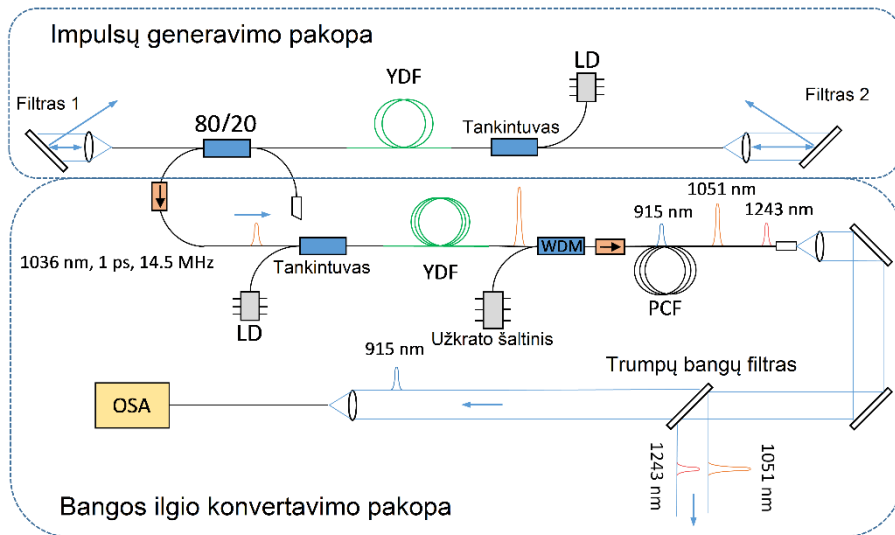 Impulsų generavimo pakopa
LD
YDF
Filtras 1
Filtras 2
80/20
Tankintuvas
1051 nm
915 nm
1243 nm
WDM
1036 nm, 1 ps, 14.5 MHz
Tankintuvas
YDF
PCF
LD
Užkrato šaltinis
915 nm
Trumpų bangų filtras
OSA
1243 nm
1051 nm
Bangos ilgio konvertavimo pakopa